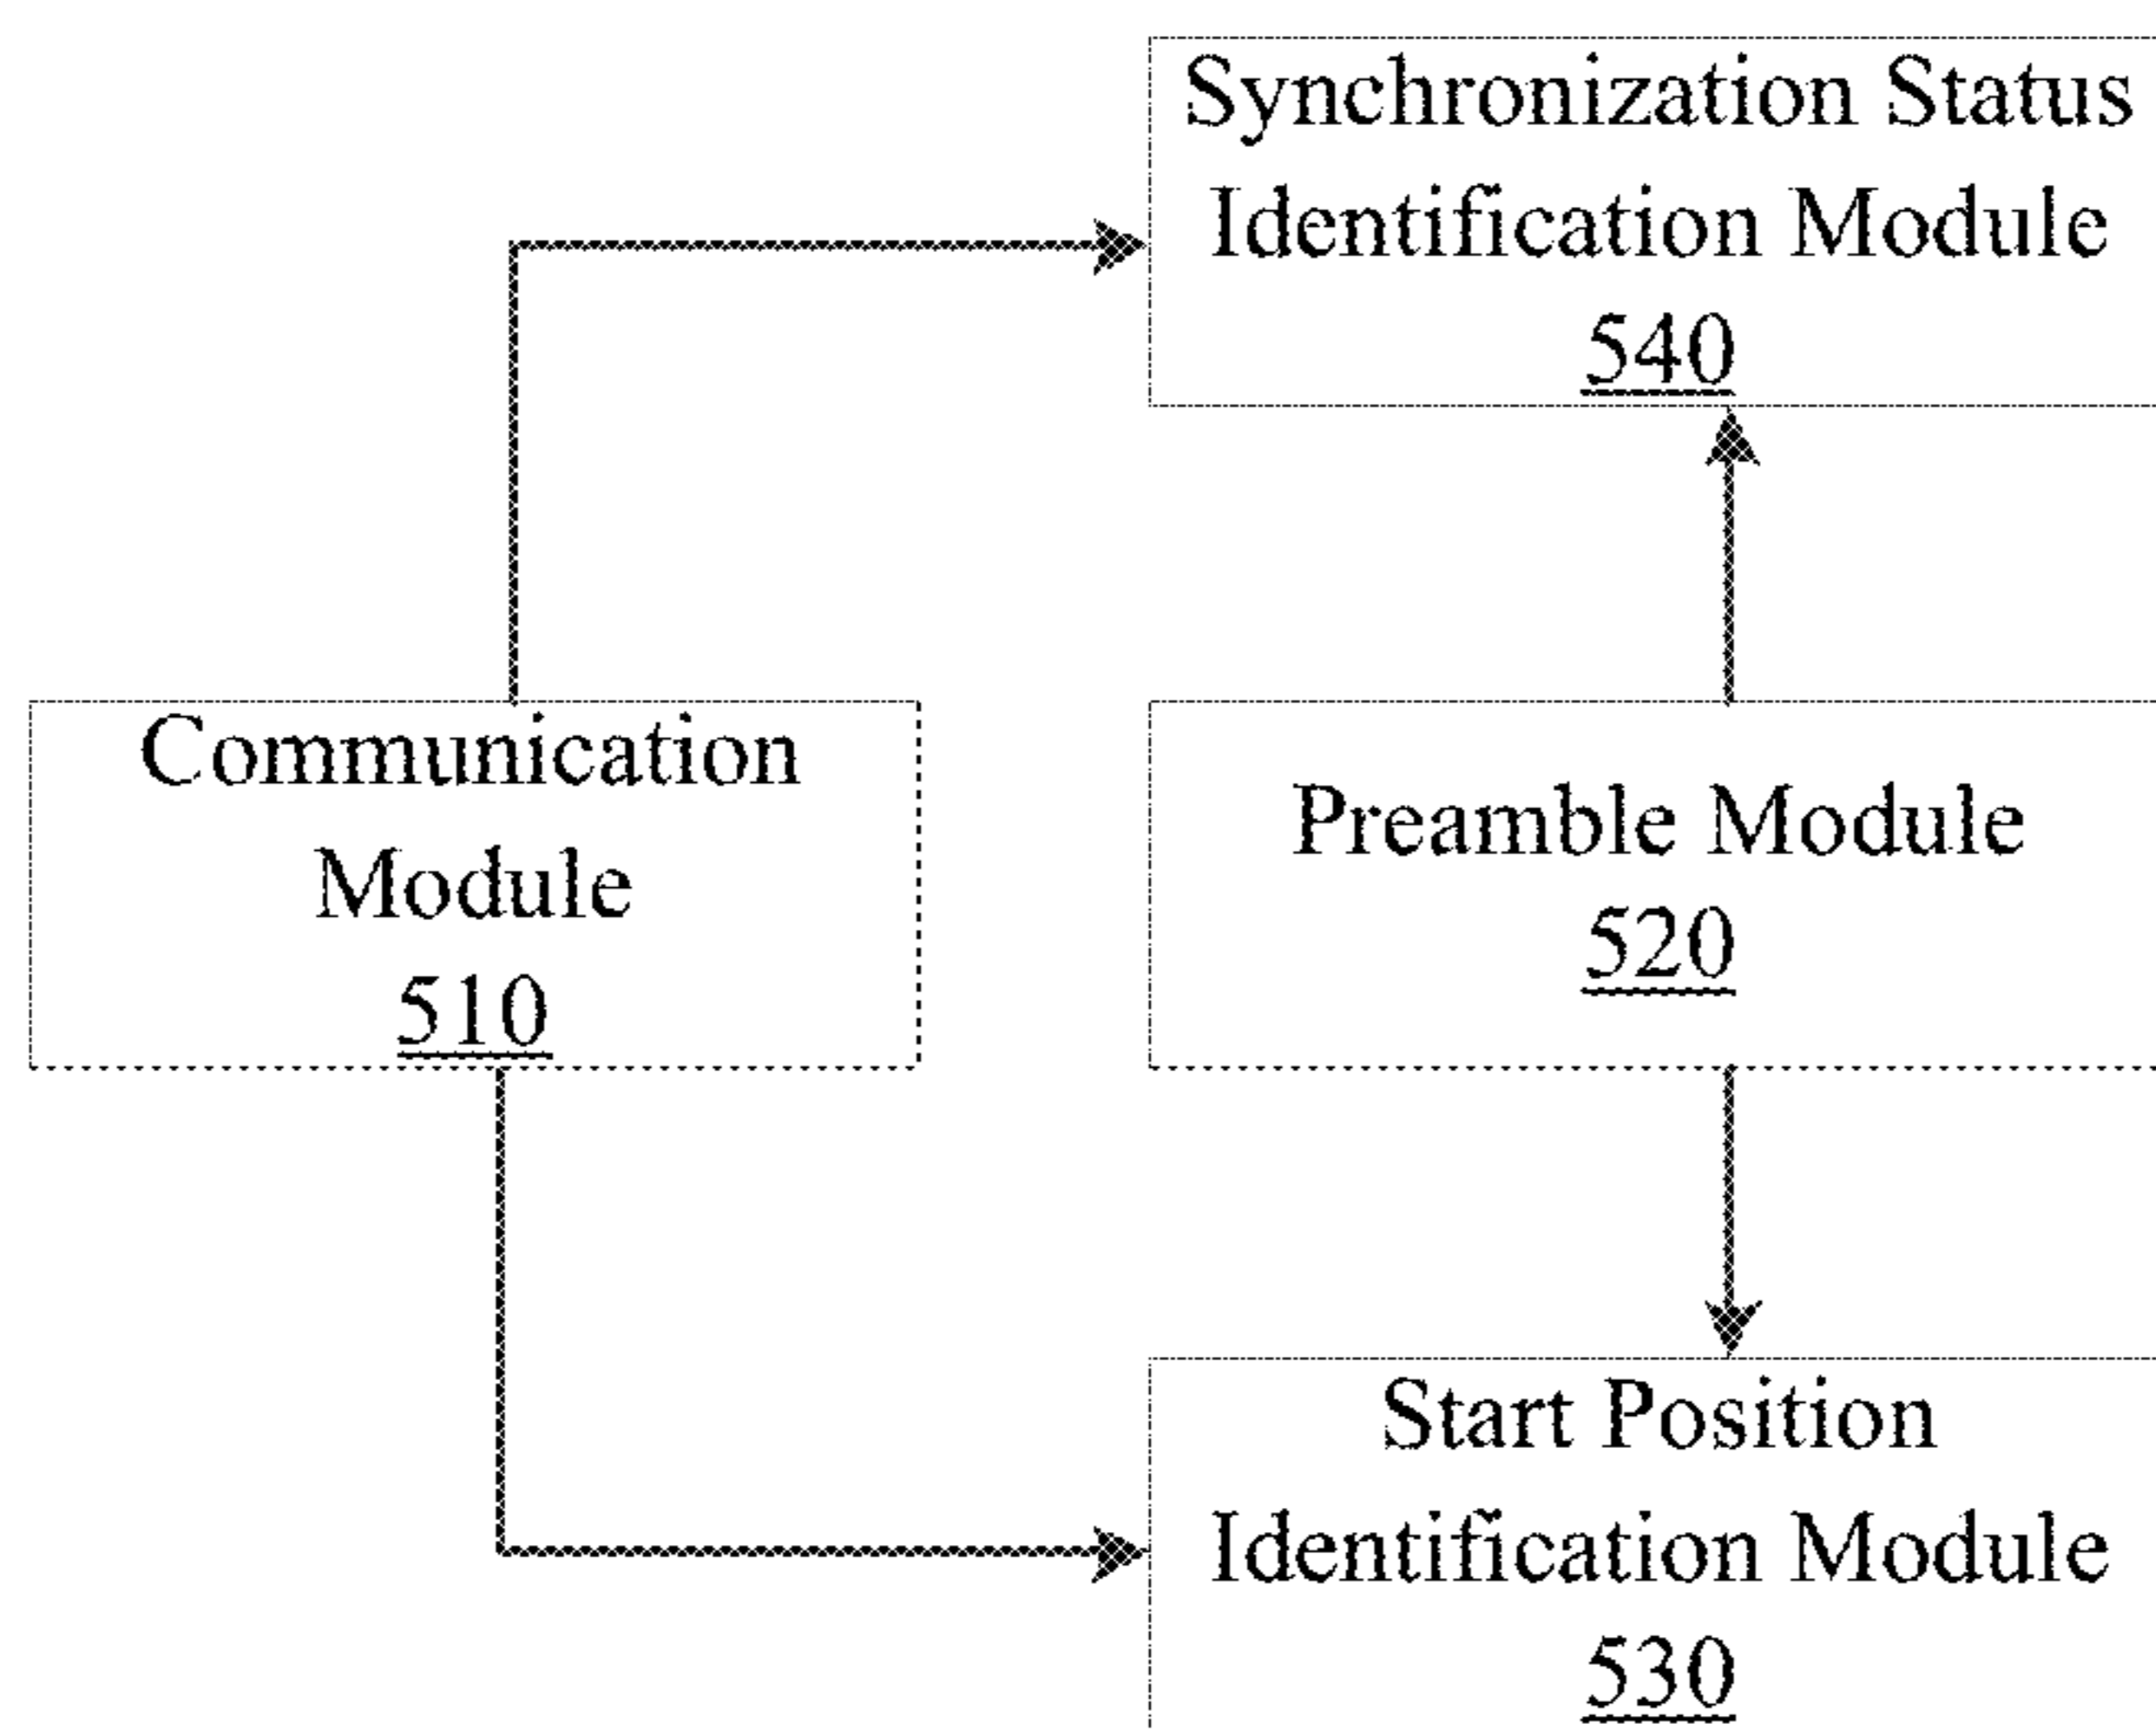 Synchronization Status
Identification Module
540
Communication
Module
510
Preamble Module
520
Start Position
Identification Module
530